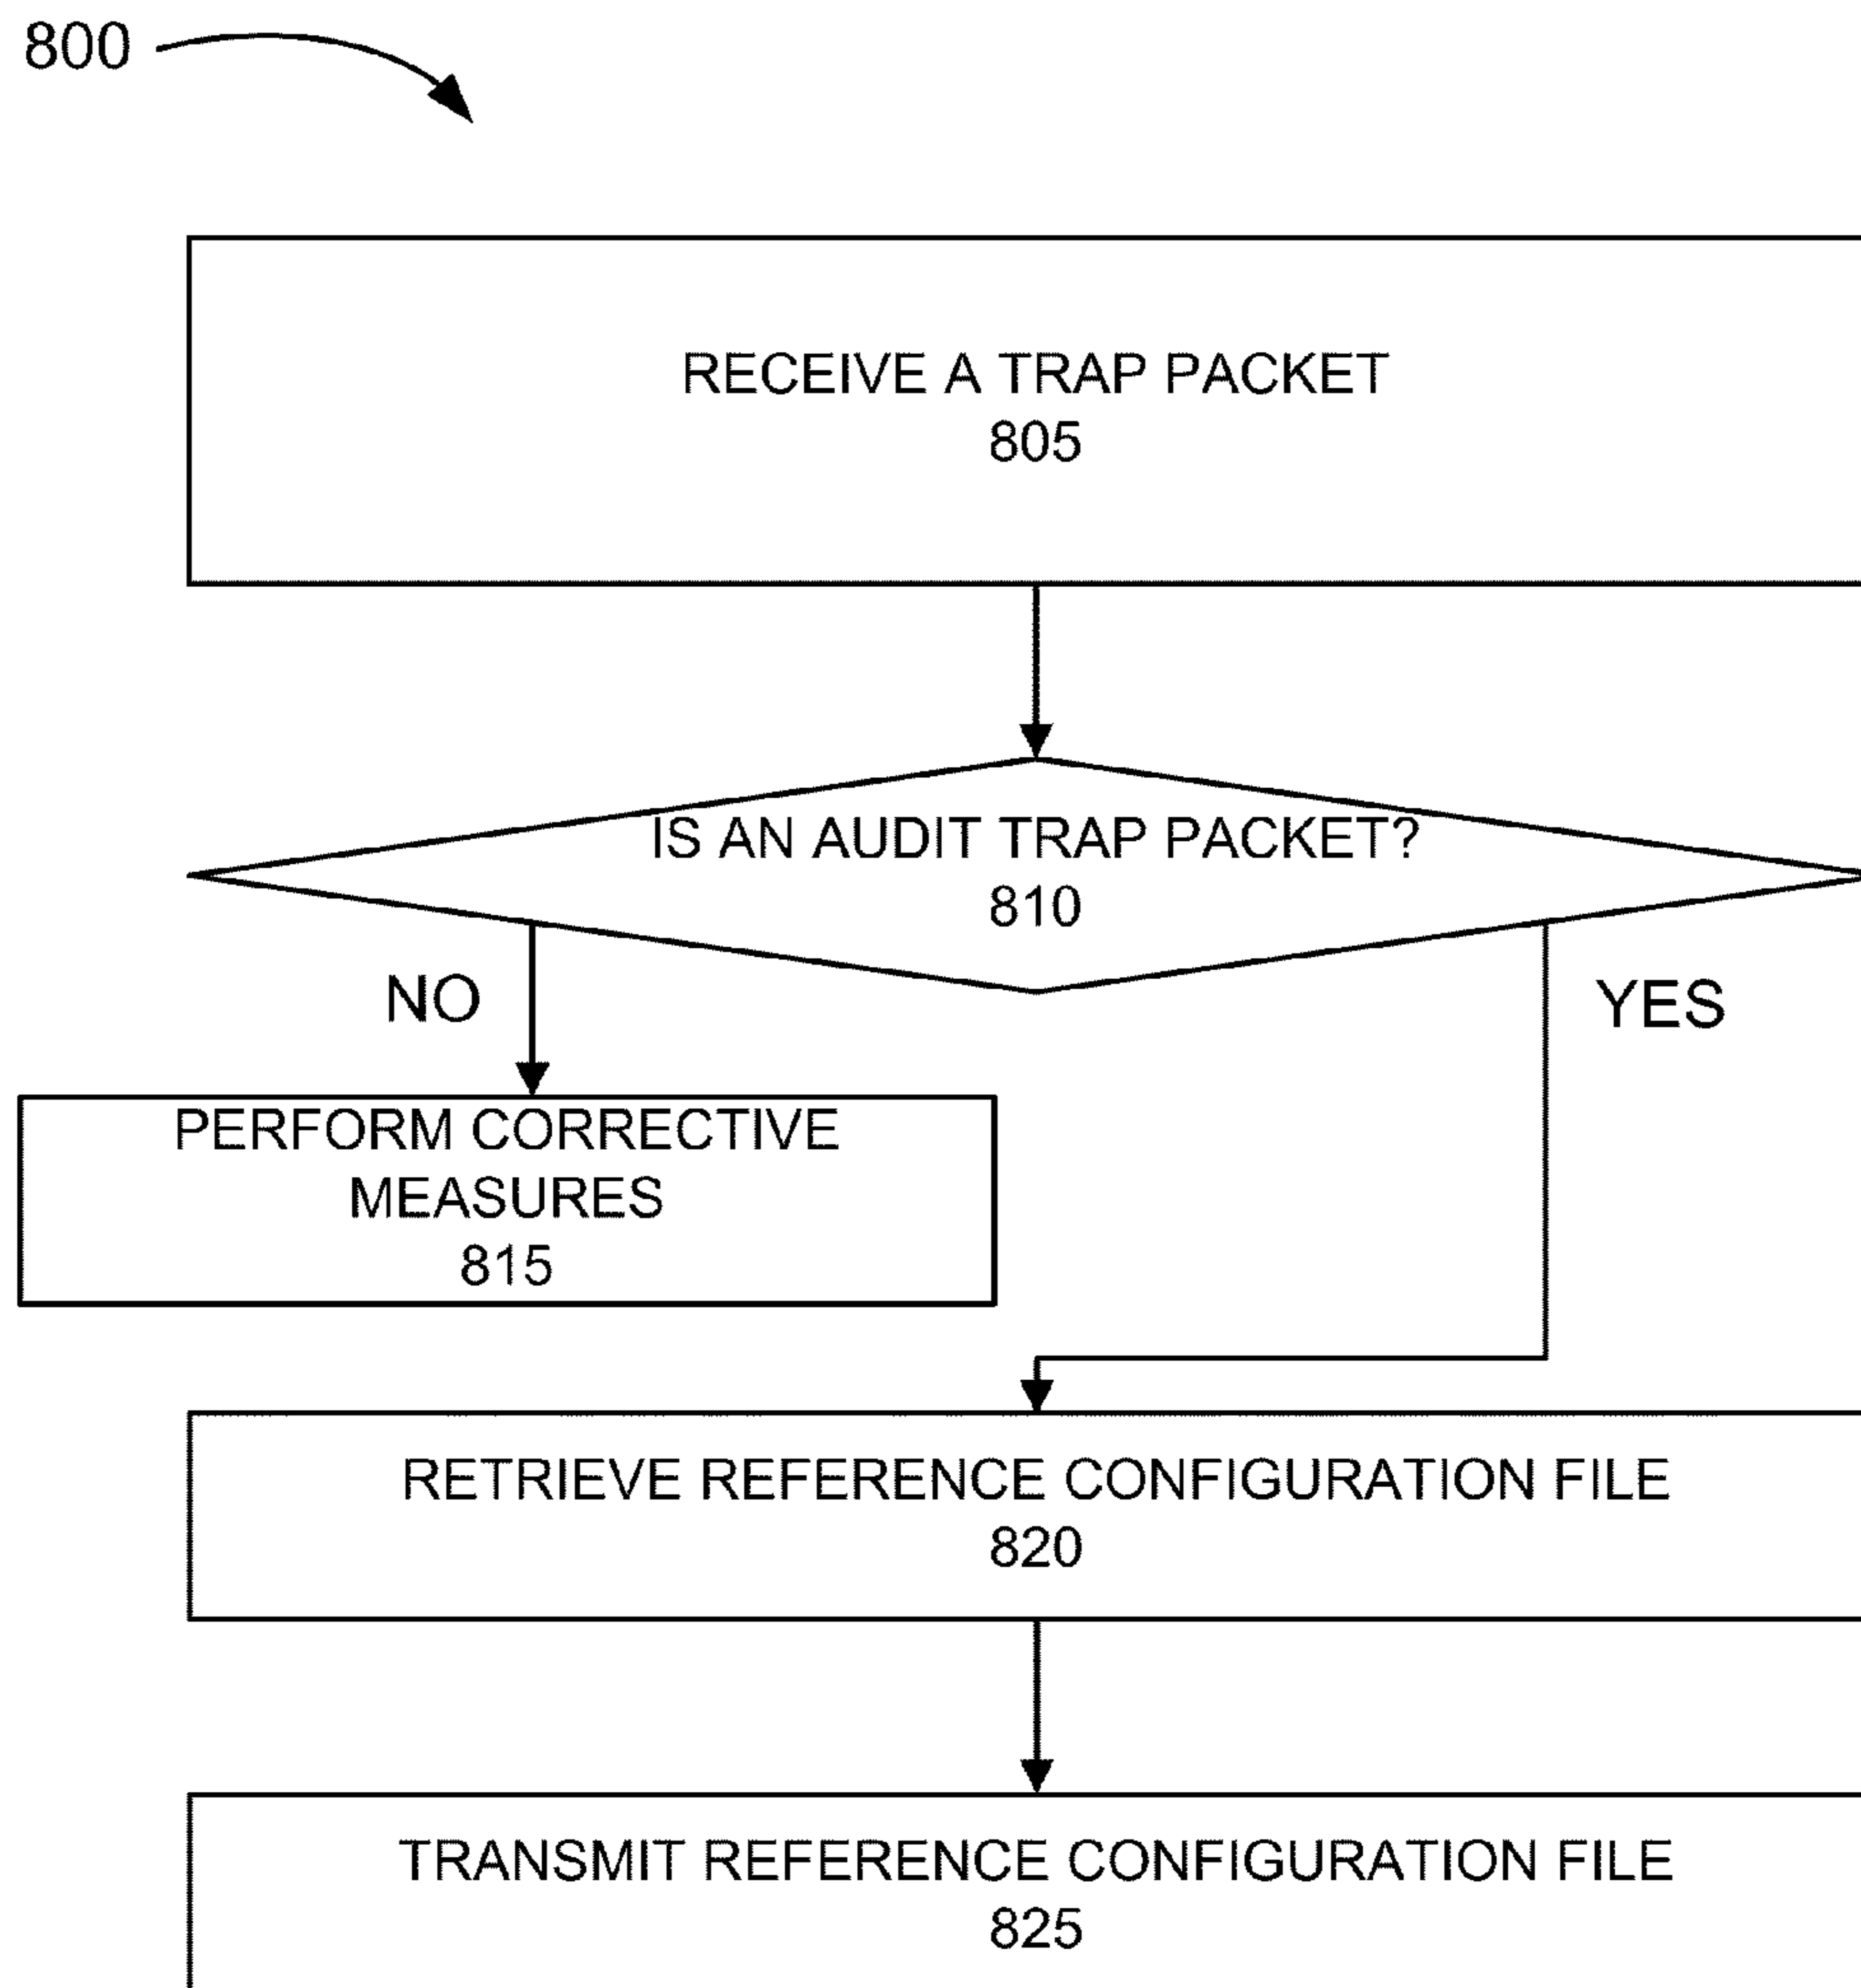 800
RECEIVE A TRAP PACKET
805
IS AN AUDIT TRAP PACKET?
810
NO
YES
PERFORM CORRECTIVE
MEASURES
815
RETRIEVE REFERENCE CONFIGURATION FILE
820
TRANSMIT REFERENCE CONFIGURATION FILE
825